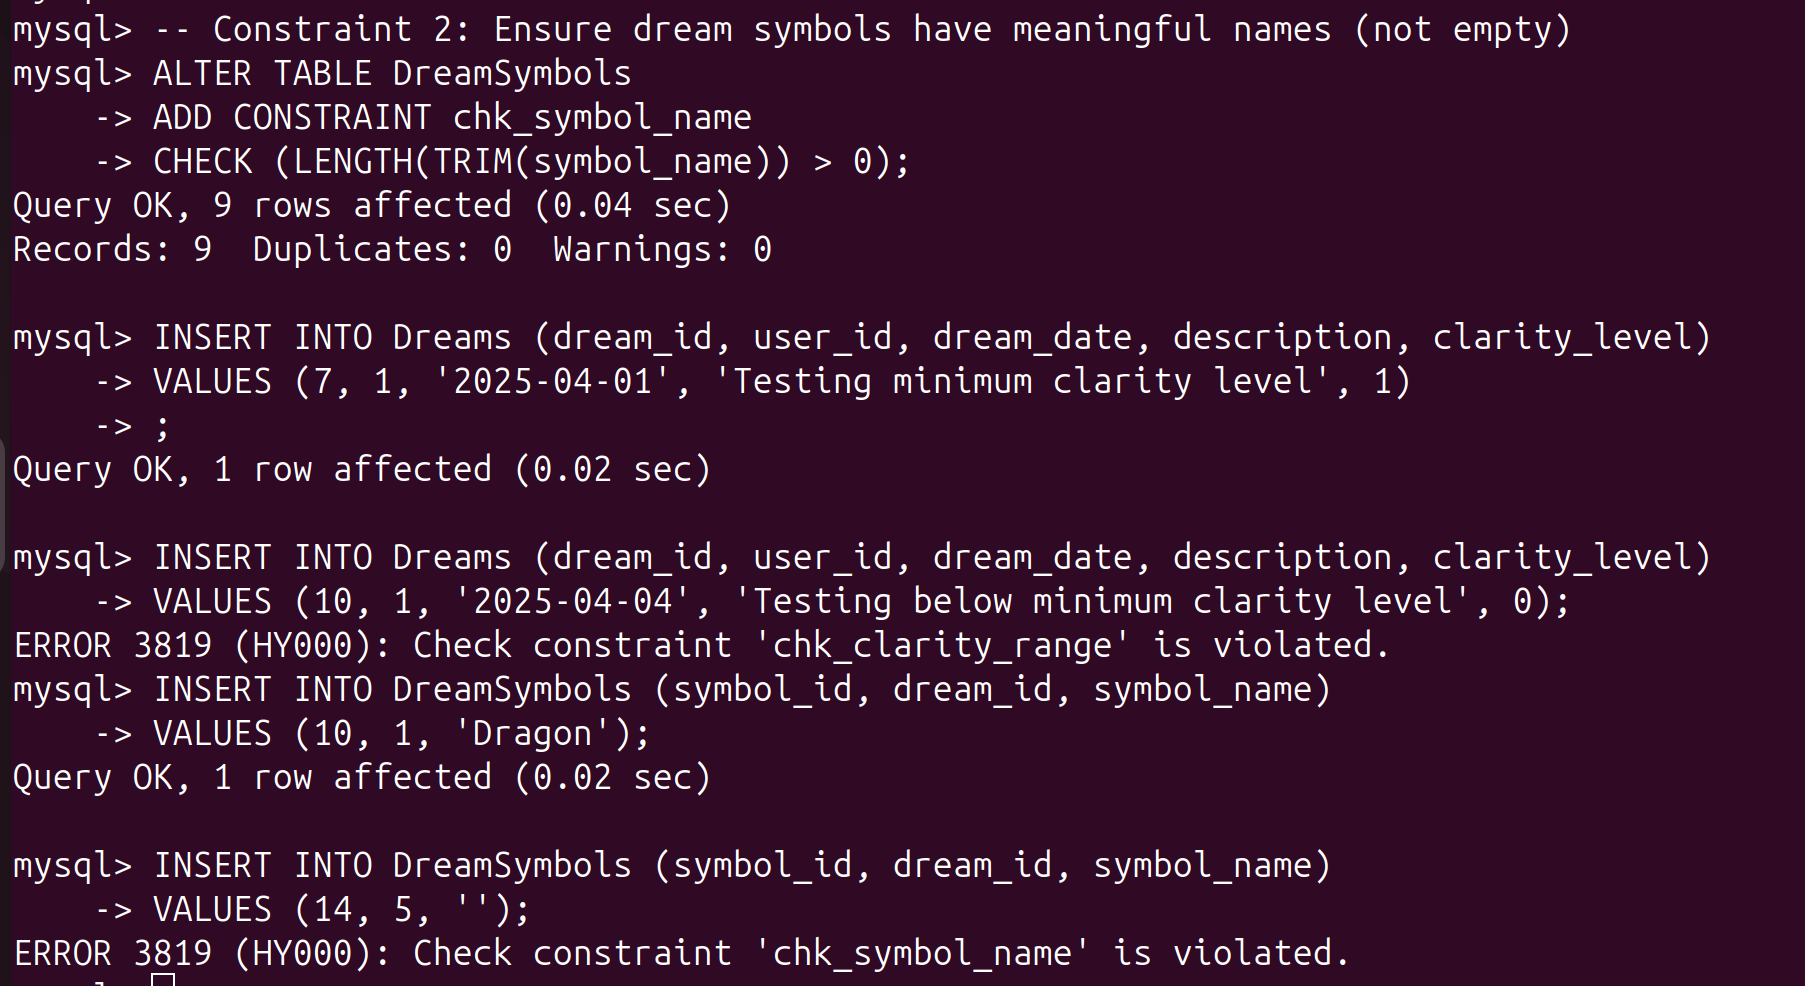 mysql> -- Constraint 2: Ensure dream symbols have meaningful names (not empty)
mysql> ALTER TABLE DreamSymbols
    -> ADD CONSTRAINT chk_symbol_name
    -> CHECK (LENGTH(TRIM(symbol_name)) > 0);
Query OK, 9 rows affected (0.04 sec)
Records: 9  Duplicates: 0  Warnings: 0

mysql> INSERT INTO Dreams (dream_id, user_id, dream_date, description, clarity_level)
    -> VALUES (7, 1, '2025-04-01', 'Testing minimum clarity level', 1)
    -> ;
Query OK, 1 row affected (0.02 sec)

mysql> INSERT INTO Dreams (dream_id, user_id, dream_date, description, clarity_level)
    -> VALUES (10, 1, '2025-04-04', 'Testing below minimum clarity level', 0);
ERROR 3819 (HY000): Check constraint 'chk_clarity_range' is violated.
mysql> INSERT INTO DreamSymbols (symbol_id, dream_id, symbol_name)
    -> VALUES (10, 1, 'Dragon');
Query OK, 1 row affected (0.02 sec)

mysql> INSERT INTO DreamSymbols (symbol_id, dream_id, symbol_name)
    -> VALUES (14, 5, '');
ERROR 3819 (HY000): Check constraint 'chk_symbol_name' is violated.